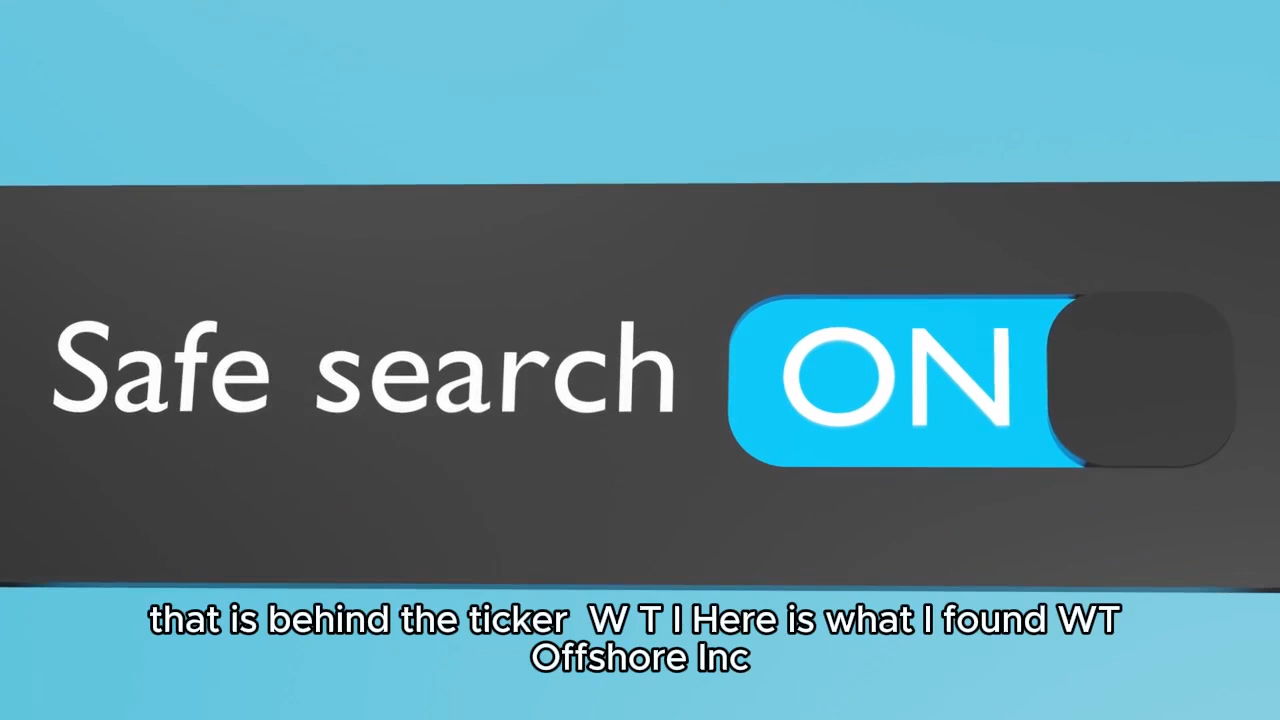 Safe search ON
that is behind the ticker  W T I Here is what I found WT
Offshore Inc